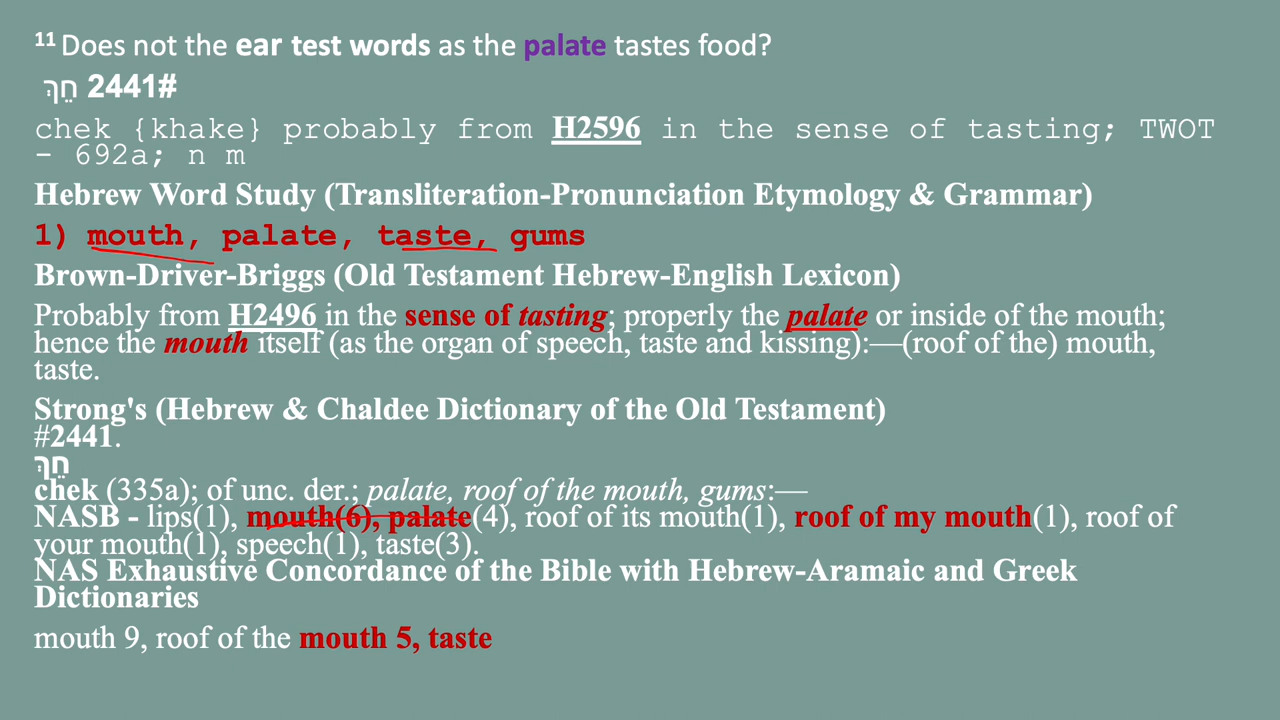 11 Does not the ear test words as the palate tastes food?
חֵךְ 2441#
chek {khake} probably from H2596 in the sense of tasting; TWOT
- 692a; n m
Hebrew Word Study (Transliteration-Pronunciation Etymology & Grammar)
1) mouth, palate, taste, gums
Brown-Driver-Briggs (Old Testament Hebrew-English Lexicon)
Probably from H2496 in the sense of tasting; properly the palate or inside of the mouth;
hence the mouth itself (as the organ of speech, taste and kissing):—(roof of the) mouth,
taste.
Strong's (Hebrew & Chaldee Dictionary of the Old Testament)
#2441.
חֵךְ
chek (335a); of unc. der.; palate, roof of the mouth, gums:—
NASB - lips(1), mouth(6), palate(4), roof of its mouth(1), roof of my mouth(1), roof of
your mouth(1), speech(1), taste(3).
NAS Exhaustive Concordance of the Bible with Hebrew-Aramaic and Greek
Dictionaries
mouth 9, roof of the mouth 5, taste